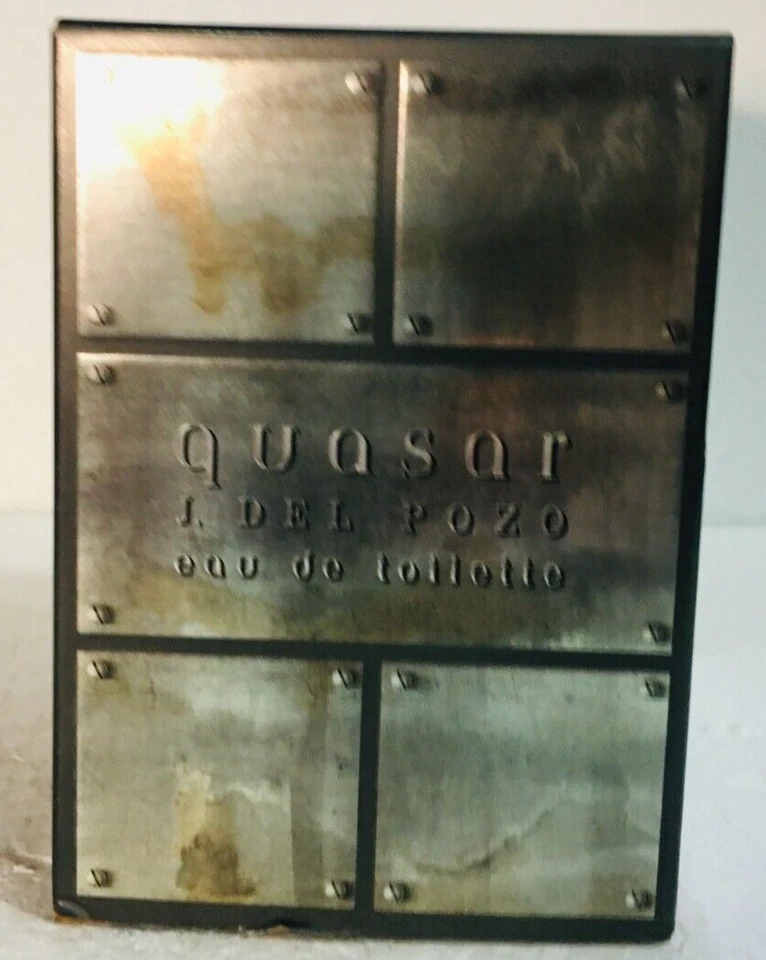 quasar
J. DEL POZO
eau de toilette